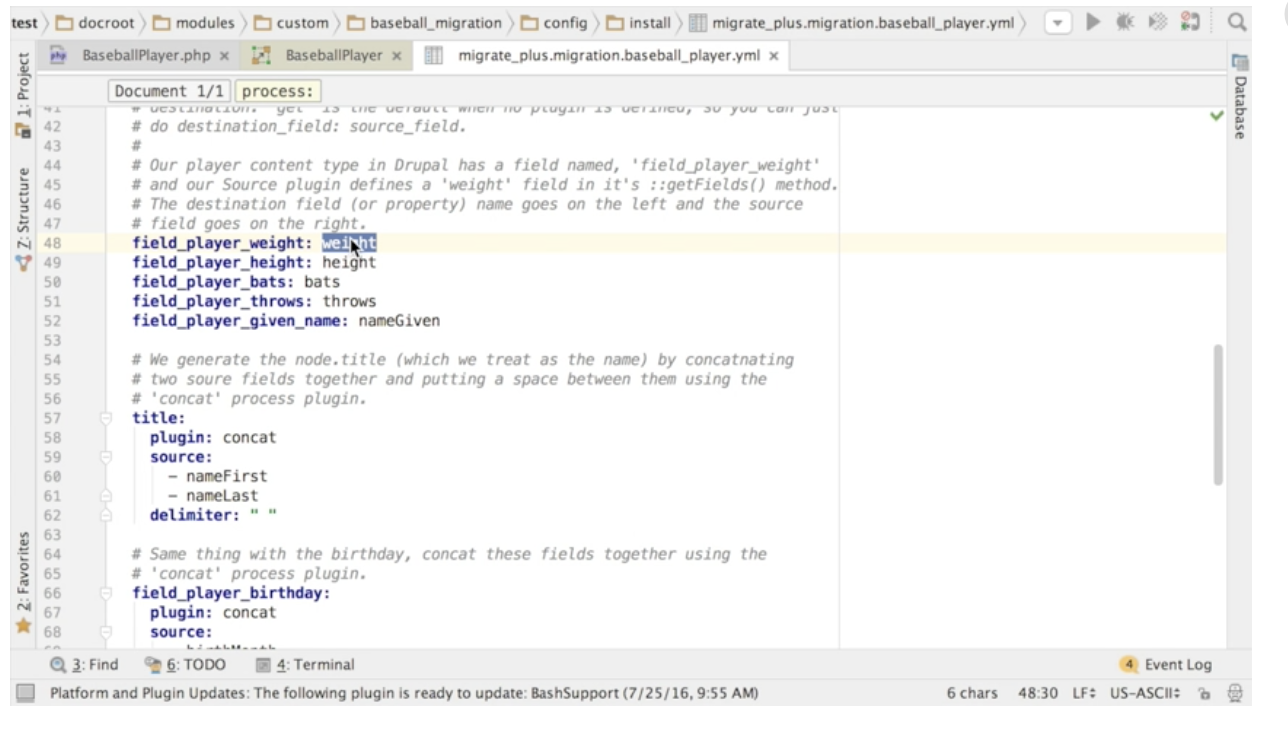 test docroot modules custom baseball_migration config install migrate_plus.migration.baseball_player.yml
BaseballPlayer.php × BaseballPlayer × migrate_plus.migration.baseball_player.yml ×
Document 1/1 process:
1: Project
Z: Structure
2: Favorites
Database
41 # destination. 'get' is the default when no plugin is defined, so you can just
42 # do destination_field: source_field.
43 #
44 # Our player content type in Drupal has a field named, 'field_player_weight'
45 # and our Source plugin defines a 'weight' field in it's ::getFields() method.
46 # The destination field (or property) name goes on the left and the source
47 # field goes on the right.
48 field_player_weight: weight
49 field_player_height: height
50 field_player_bats: bats
51 field_player_throws: throws
52 field_player_given_name: nameGiven
53
54 # We generate the node.title (which we treat as the name) by concatnating
55 # two soure fields together and putting a space between them using the
56 # 'concat' process plugin.
57 title:
58 plugin: concat
59 source:
60 - nameFirst
61 - nameLast
62 delimiter: " "
63
64 # Same thing with the birthday, concat these fields together using the
65 # 'concat' process plugin.
66 field_player_birthday:
67 plugin: concat
68 source:
3: Find 6: TODO 4: Terminal 4 Event Log
Platform and Plugin Updates: The following plugin is ready to update: BashSupport (7/25/16, 9:55 AM) 6 chars 48:30 LF÷ US-ASCII÷